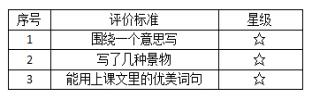 序号 评价标准 星级
1 围绕一个意思写 ☆
2 写了几种景物 ☆
3 能用上课文里的优美词句 ☆